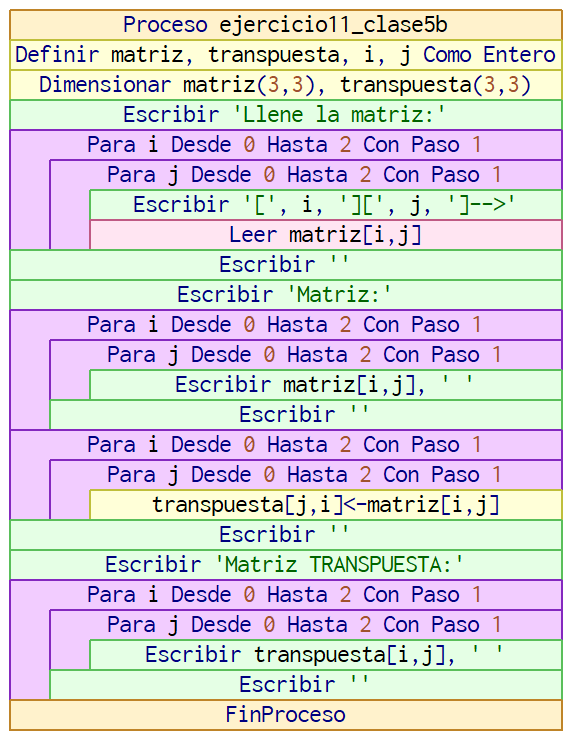 Proceso ejercicio11_clase5b
Definir matriz, transpuesta, i, j Como Entero
Dimensionar matriz(3,3), transpuesta(3,3)
Escribir 'Llene la matriz:'
Para i Desde 0 Hasta 2 Con Paso 1
Para j Desde 0 Hasta 2 Con Paso 1
Escribir '[', i, '][', j, ']-->'
Leer matriz[i,j]
Escribir ''
Escribir 'Matriz:'
Para i Desde 0 Hasta 2 Con Paso 1
Para j Desde 0 Hasta 2 Con Paso 1
Escribir matriz[i,j], ' '
Escribir ''
Para i Desde 0 Hasta 2 Con Paso 1
Para j Desde 0 Hasta 2 Con Paso 1
transpuesta[j,i]<-matriz[i,j]
Escribir ''
Escribir 'Matriz TRANSPUESTA:'
Para i Desde 0 Hasta 2 Con Paso 1
Para j Desde 0 Hasta 2 Con Paso 1
Escribir transpuesta[i,j], ' '
Escribir ''
FinProceso